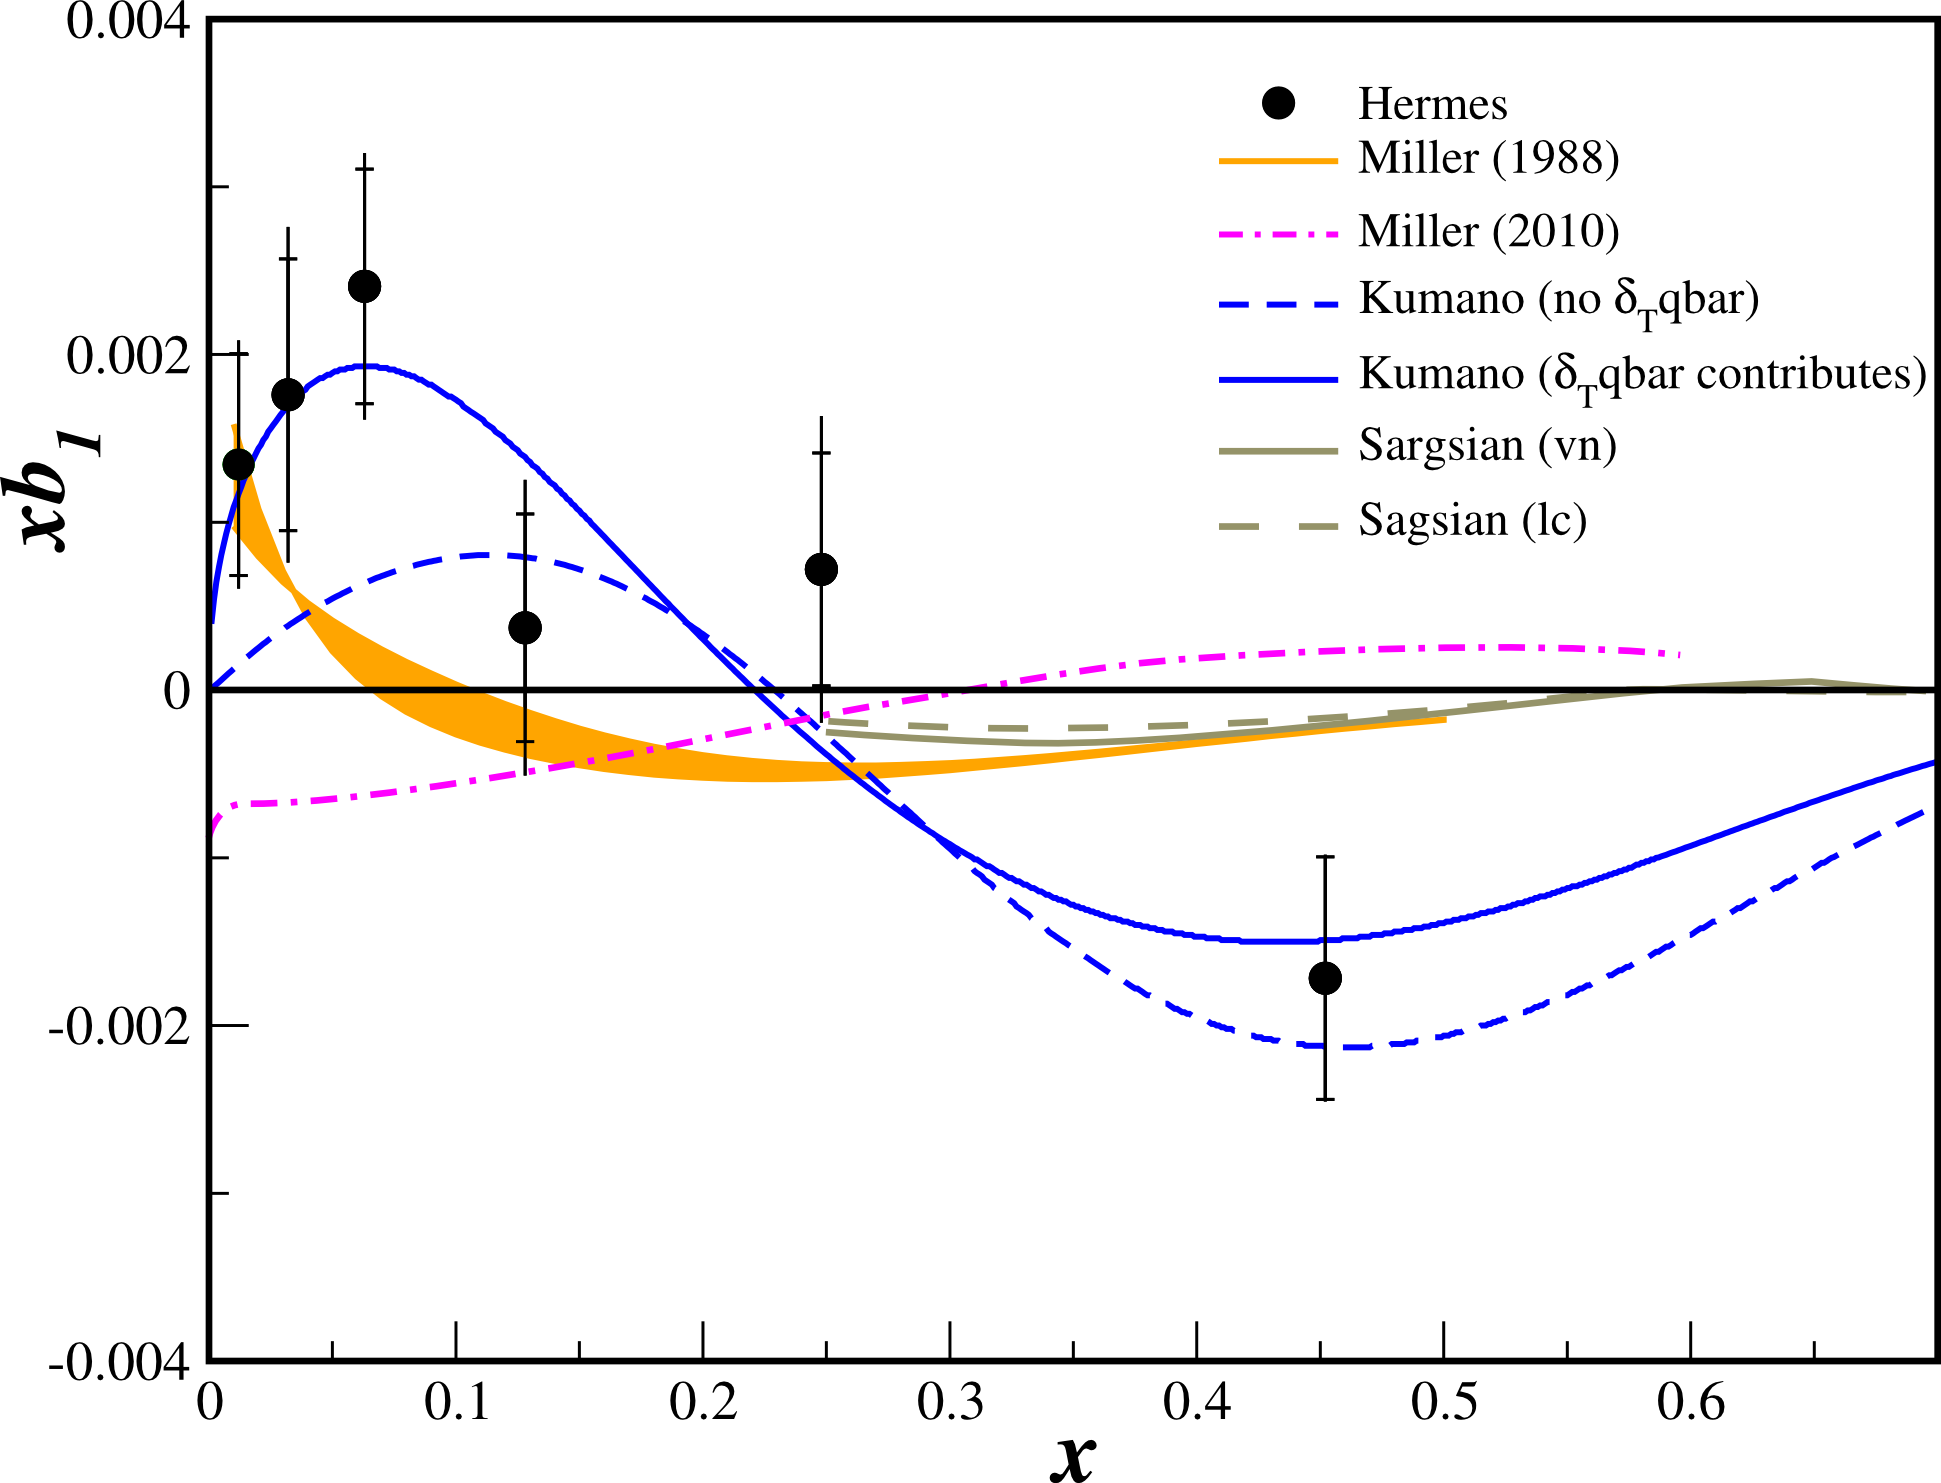 0.004
0.002
0
-0.002
-0.004
xb1
Hermes
Miller (1988)
Miller (2010)
Kumano (no δTqbar)
Kumano (δTqbar contributes)
Sargsian (vn)
Sagsian (lc)
0 0.1 0.2 0.3 0.4 0.5 0.6
x